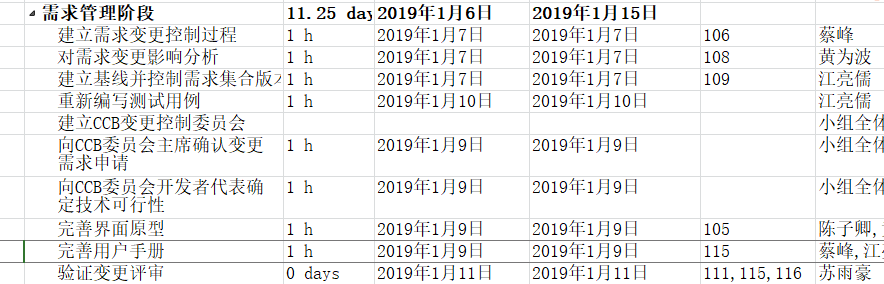 需求管理阶段 11.25 day 2019年1月6日 2019年1月15日
建立需求变更控制过程 1 h 2019年1月7日 2019年1月7日 106 蔡峰
对需求变更影响分析 1 h 2019年1月7日 2019年1月7日 108 黄为波
建立基线并控制需求集合版 1 h 2019年1月7日 2019年1月7日 109 江亮儒
重新编写测试用例 1 h 2019年1月10日 2019年1月10日 江亮儒
建立CCB变更控制委员会 小组全体
向CCB委员会主席确认变更 1 h 2019年1月9日 2019年1月9日 小组全体
需求申请
向CCB委员会开发者代表确 1 h 2019年1月9日 2019年1月9日 小组全体
定技术可行性
完善界面原型 1 h 2019年1月9日 2019年1月9日 105 陈子卿,
完善用户手册 1 h 2019年1月9日 2019年1月9日 115 蔡峰,江
验证变更评审 0 days 2019年1月11日 2019年1月11日 111,115,116 苏雨豪